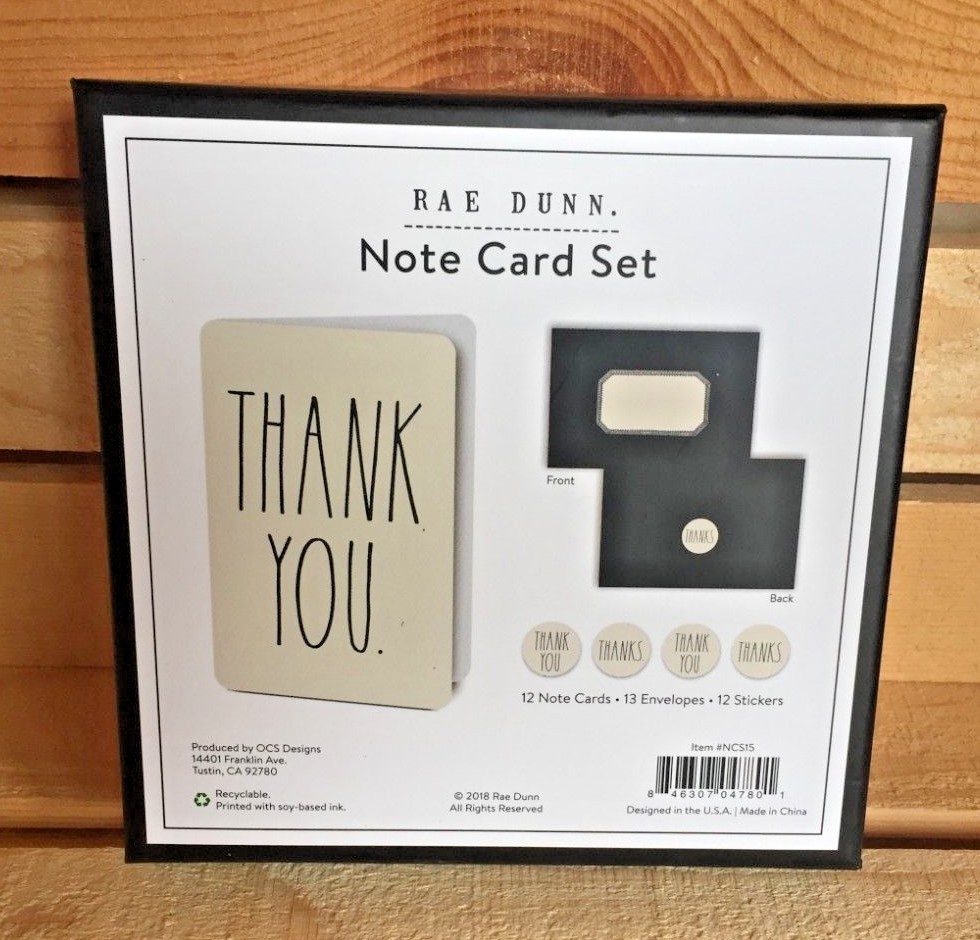 RAE DUNN.
Note Card Set
THANK
YOU.
Front
THANKS
Back
THANK
YOU
THANKS.
THANK
YOU
THANKS.
12 Note Cards • 13 Envelopes • 12 Stickers
Produced by OCS Designs
14401 Franklin Ave.
Tustin, CA 92780
Recyclable.
Printed with soy-based ink.
© 2018 Rae Dunn
All Rights Reserved
Item #NCS15
8 46307 04780 1
Designed in the U.S.A. | Made in China